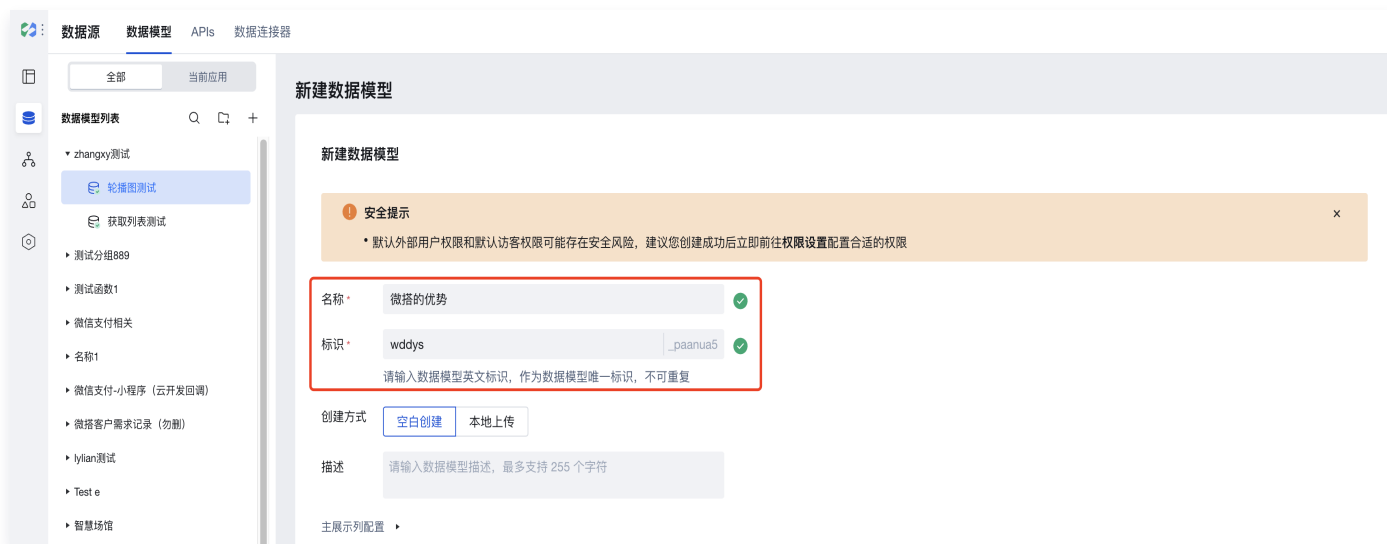 数据源 数据模型 APIs 数据连接器
全部 当前应用
数据模型列表
zhangxy测试
轮播图测试
获取列表测试
测试分组889
测试函数1
微信支付相关
名称1
微信支付-小程序（云开发回调）
微搭客户需求记录（勿删）
lylian测试
Test e
智慧场馆
新建数据模型
新建数据模型
安全提示
• 默认外部用户权限和默认访客权限可能存在安全风险，建议您创建成功后立即前往权限设置配置合适的权限
名称* 微搭的优势
标识* wddys _paanua5
请输入数据模型英文标识，作为数据模型唯一标识，不可重复
创建方式 空白创建 本地上传
描述 请输入数据模型描述，最多支持 255 个字符
主展示列配置